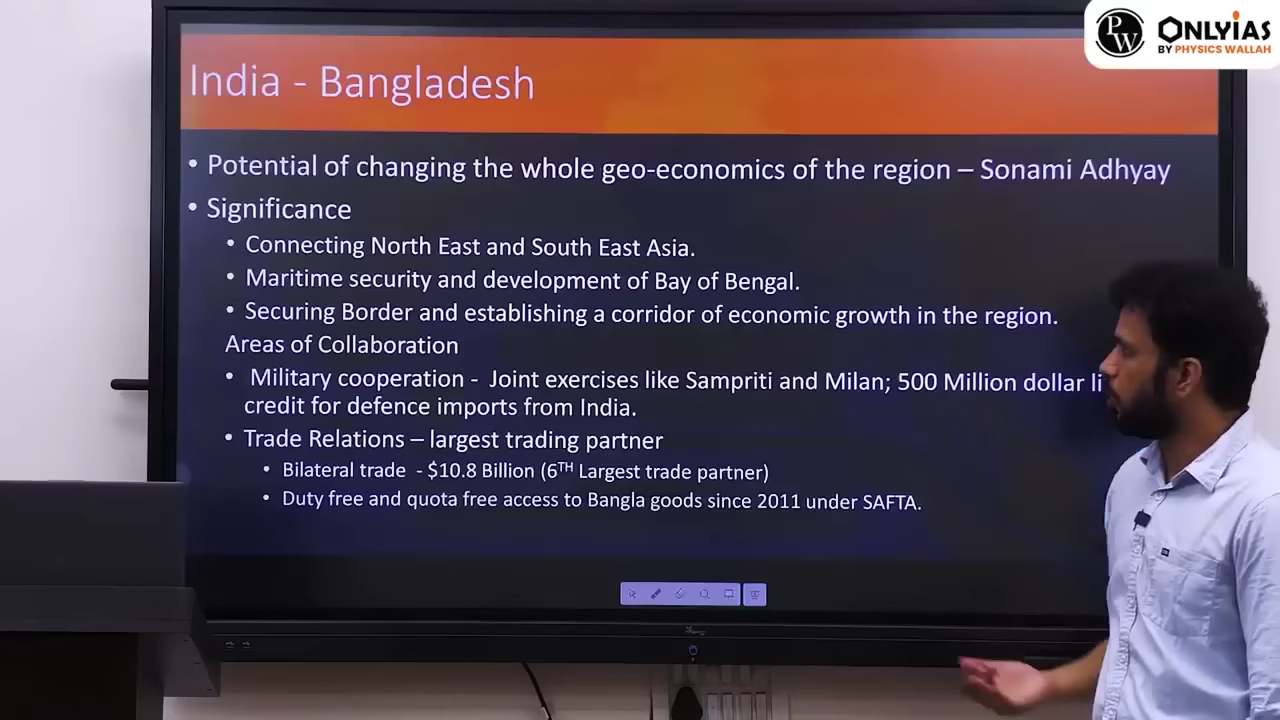 PW
ONLYIAS
BY PHYSICS WALLAH
India - Bangladesh
• Potential of changing the whole geo-economics of the region – Sonami Adhyay
• Significance
• Connecting North East and South East Asia.
• Maritime security and development of Bay of Bengal.
• Securing Border and establishing a corridor of economic growth in the region.
Areas of Collaboration
• Military cooperation - Joint exercises like Sampriti and Milan; 500 Million dollar
credit for defence imports from India.
• Trade Relations – largest trading partner
• Bilateral trade - $10.8 Billion (6TH Largest trade partner)
• Duty free and quota free access to Bangla goods since 2011 under SAFTA.